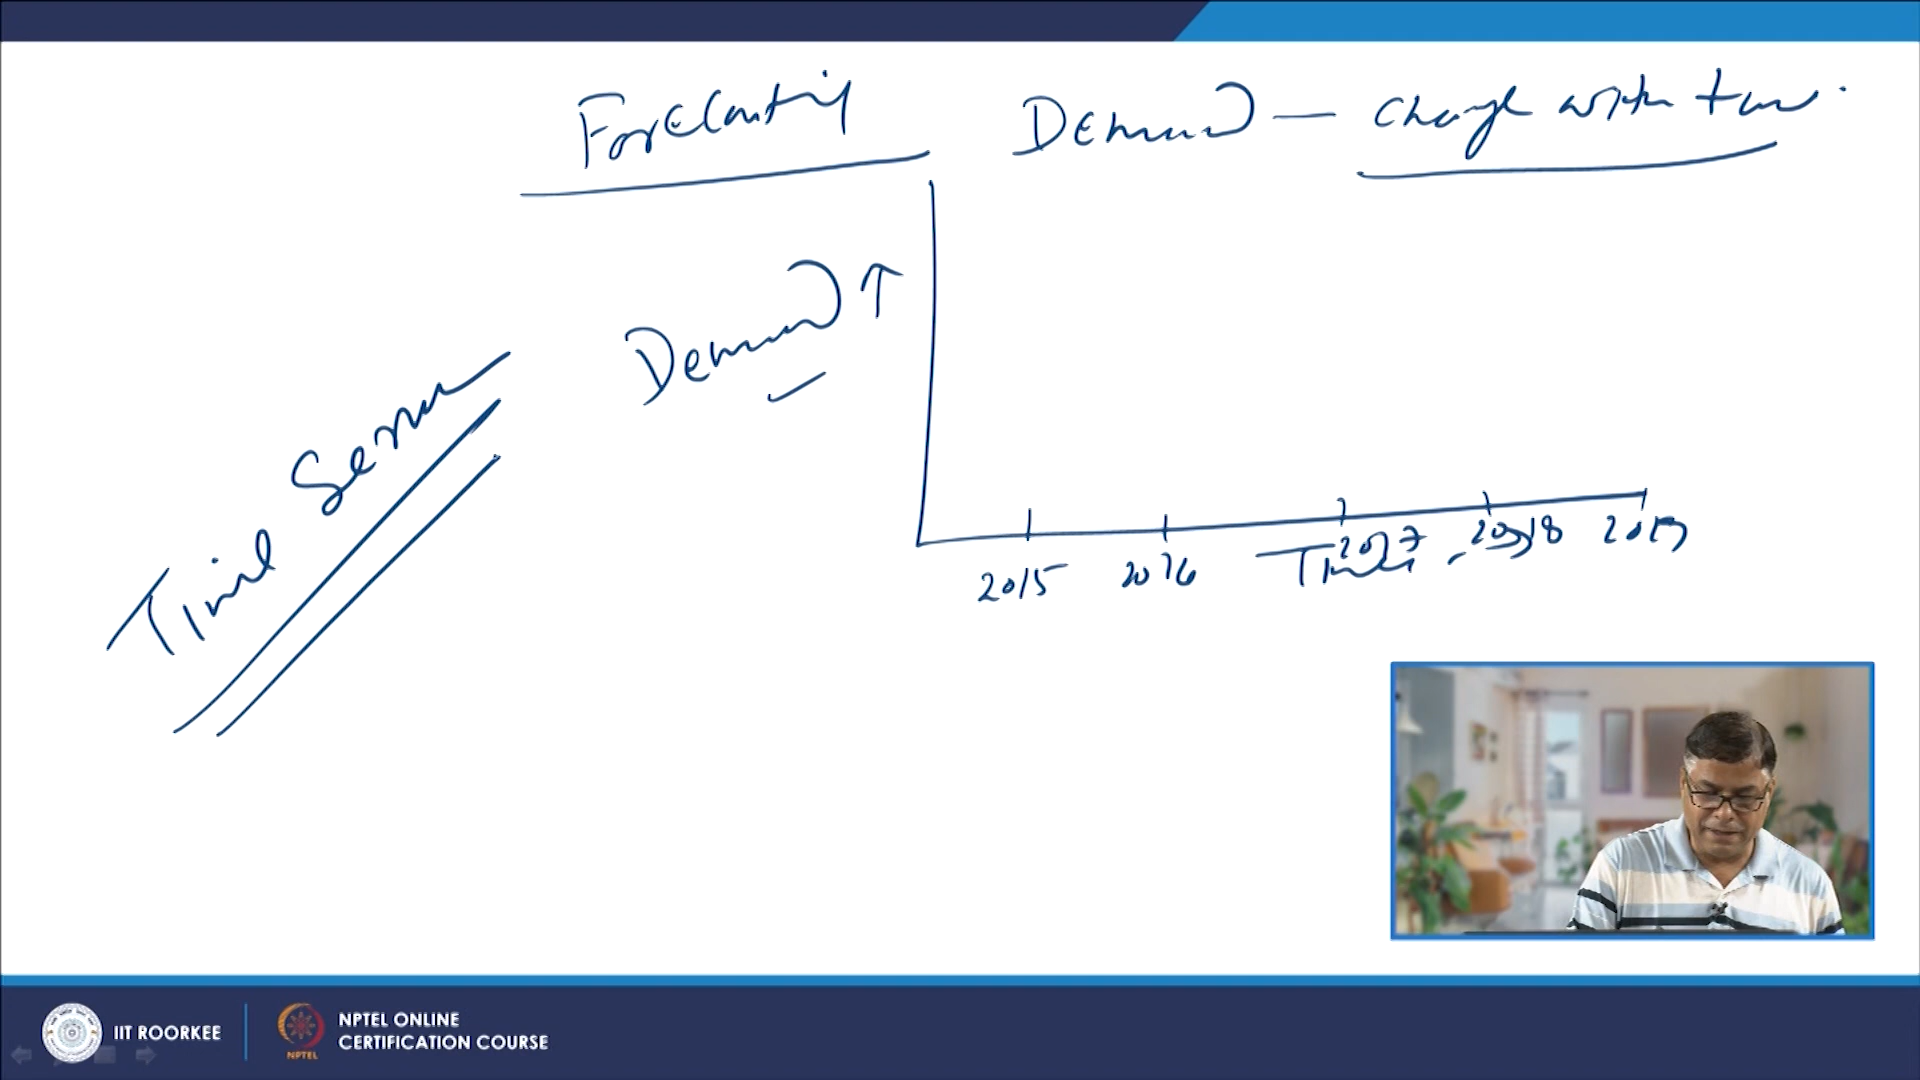 Forecasting
Demand — change with time.
Demand ↑
Time Series
2015 2016 2017 2018 2019
Time
IIT ROORKEE
NPTEL
NPTEL ONLINE
CERTIFICATION COURSE